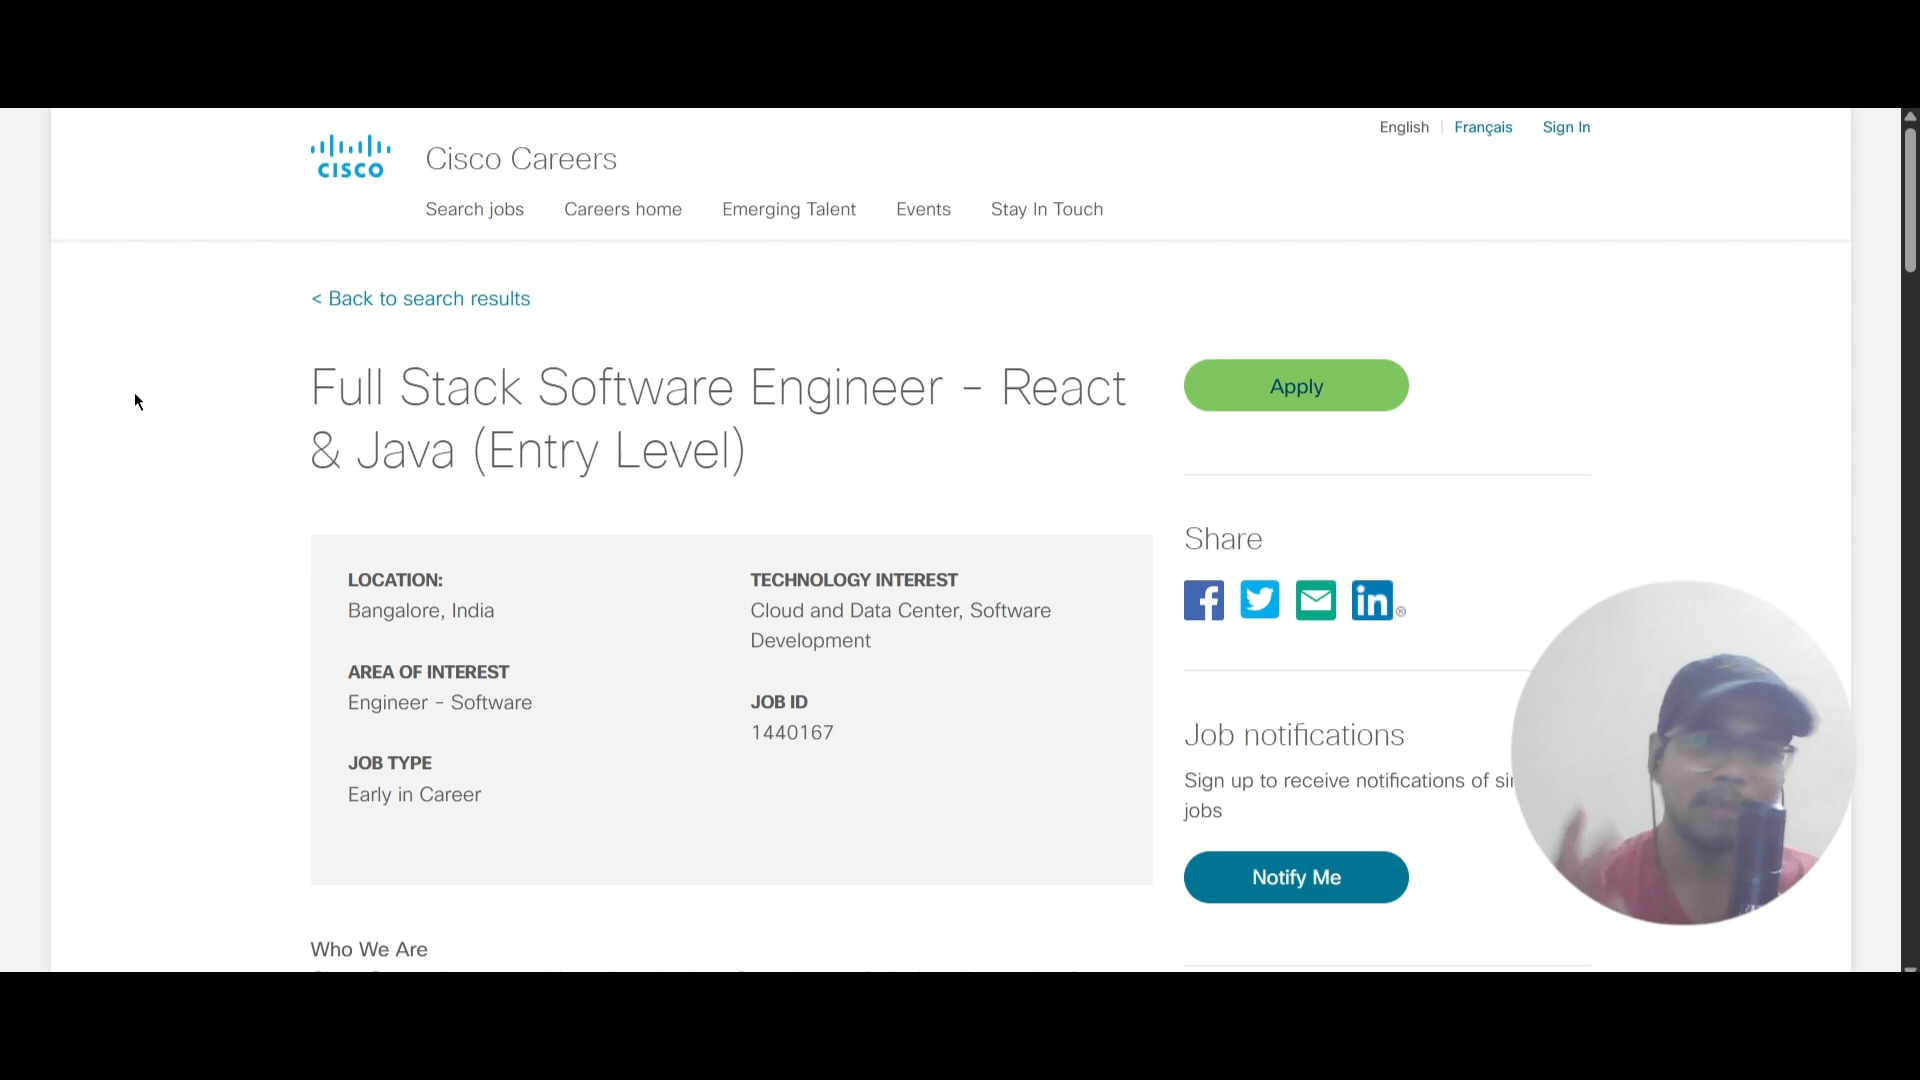 English
Français
Sign In
CISCO
Cisco Careers
Search jobs
Careers home
Emerging Talent
Events
Stay In Touch
< Back to search results
Full Stack Software Engineer - React
& Java (Entry Level)
Apply
LOCATION:
Bangalore, India
AREA OF INTEREST
Engineer - Software
JOB TYPE
Early in Career
TECHNOLOGY INTEREST
Cloud and Data Center, Software
Development
JOB ID
1440167
Share
in ®
Job notifications
Sign up to receive notifications of
jobs
Notify Me
Who We Are